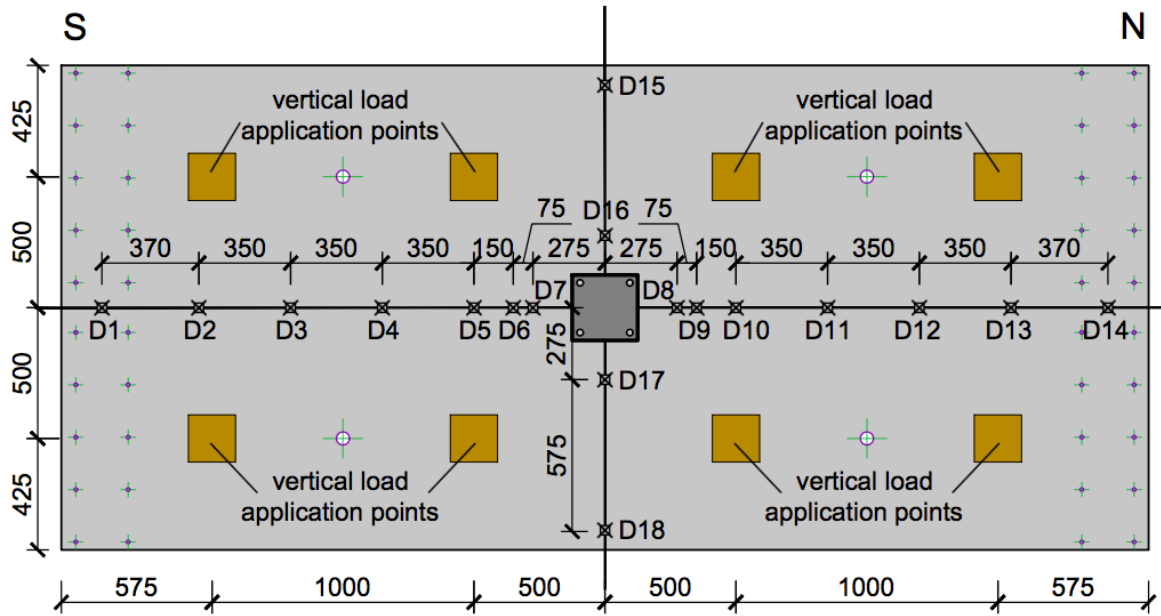 S
N
D15
vertical load
application points
vertical load
application points
425
500
500
425
75
D16
75
370
350
350
350
150
275
275
150
350
350
350
370
D7
D8
D1
D2
D3
D4
D5
D6
D9
D10
D11
D12
D13
D14
275
D17
575
D18
vertical load
application points
vertical load
application points
575
1000
500
500
1000
575